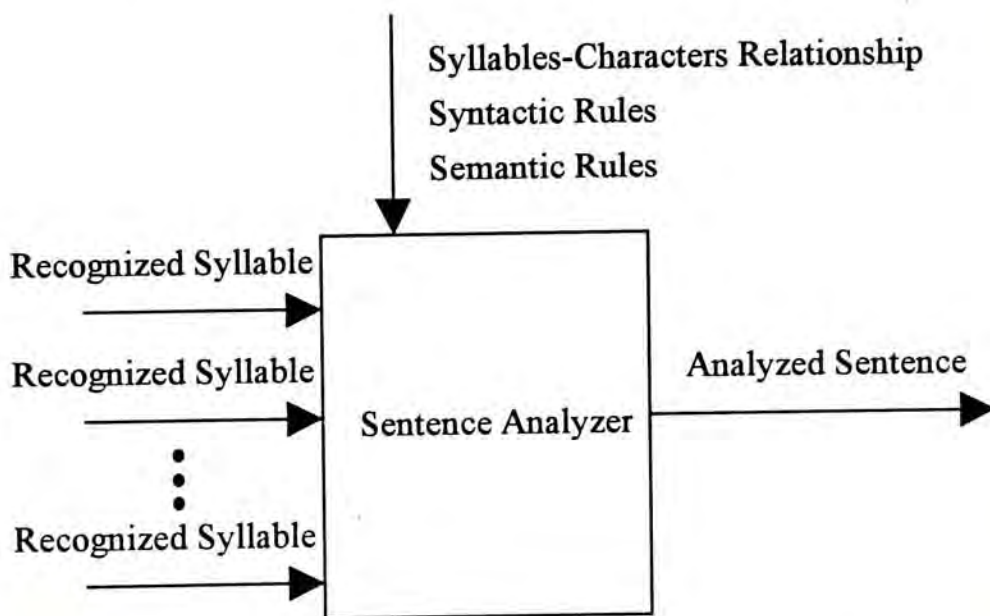 Syllables-Characters Relationship
Syntactic Rules
Semantic Rules
Recognized Syllable
Recognized Syllable
Analyzed Sentence
Sentence Analyzer
Recognized Syllable